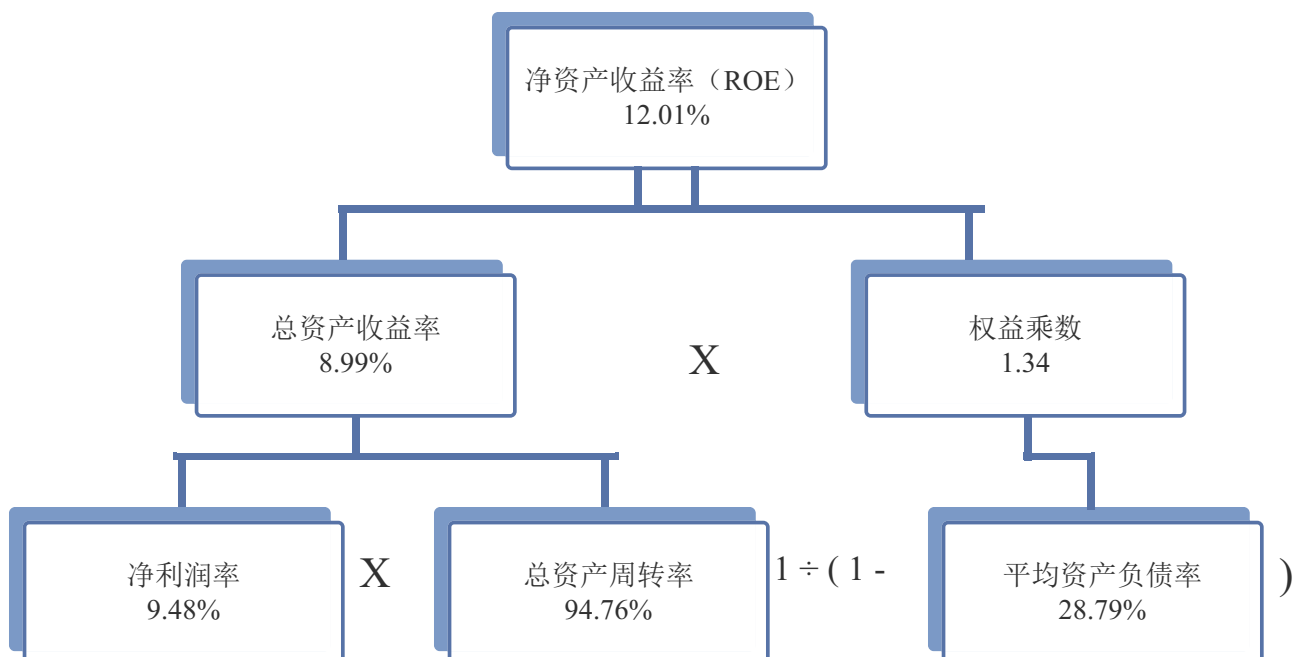 净资产收益率（ROE）
12.01%
总资产收益率
8.99%
X
权益乘数
1.34
净利润率
9.48%
X
总资产周转率
94.76%
1 ÷ ( 1 -
平均资产负债率
28.79%
)